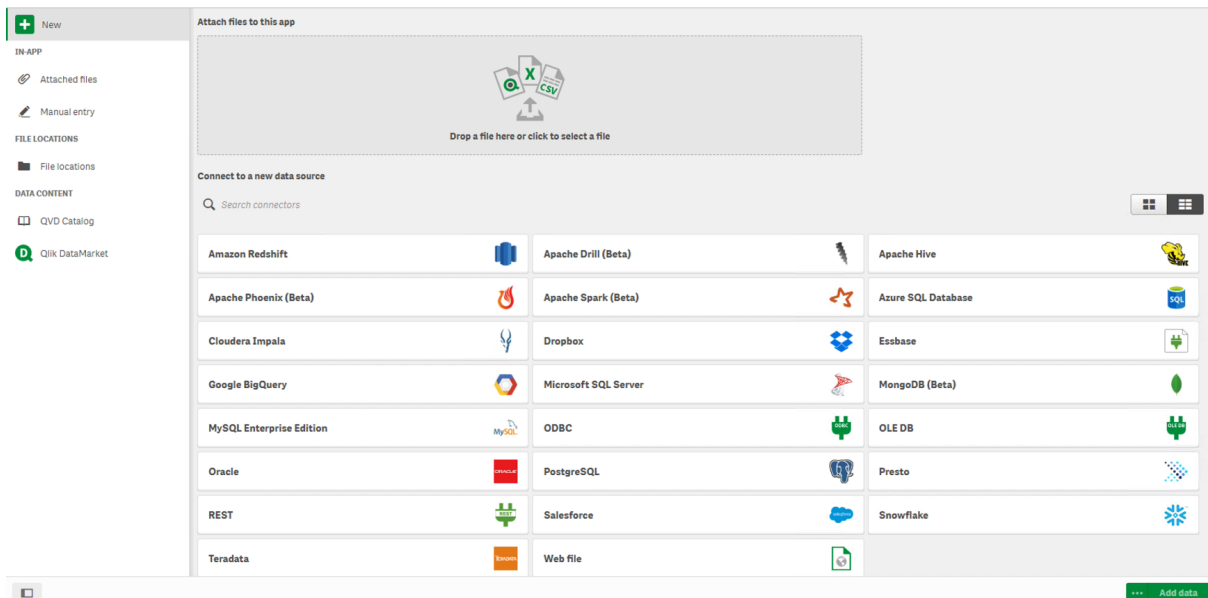 New
IN-APP
Attached files
Manual entry
FILE LOCATIONS
File locations
DATA CONTENT
QVD Catalog
D
Qlik DataMarket
Attach files to this app
X
CSV
Drop a file here or click to select a file
Connect to a new data source
Search connectors
Amazon Redshift
Apache Drill (Beta)
Apache Hive
HIVE
Apache Phoenix (Beta)
Apache Spark (Beta)
Azure SQL Database
SQL
Cloudera Impala
Dropbox
Essbase
Google BigQuery
Microsoft SQL Server
MongoDB (Beta)
MySQL Enterprise Edition
MySQL
ODBC
ODBC
OLE DB
OLE DB
Oracle
ORACLE
PostgreSQL
Presto
REST
REST
Salesforce
salesforce
Snowflake
Teradata
TERADATA
Web file
Add data